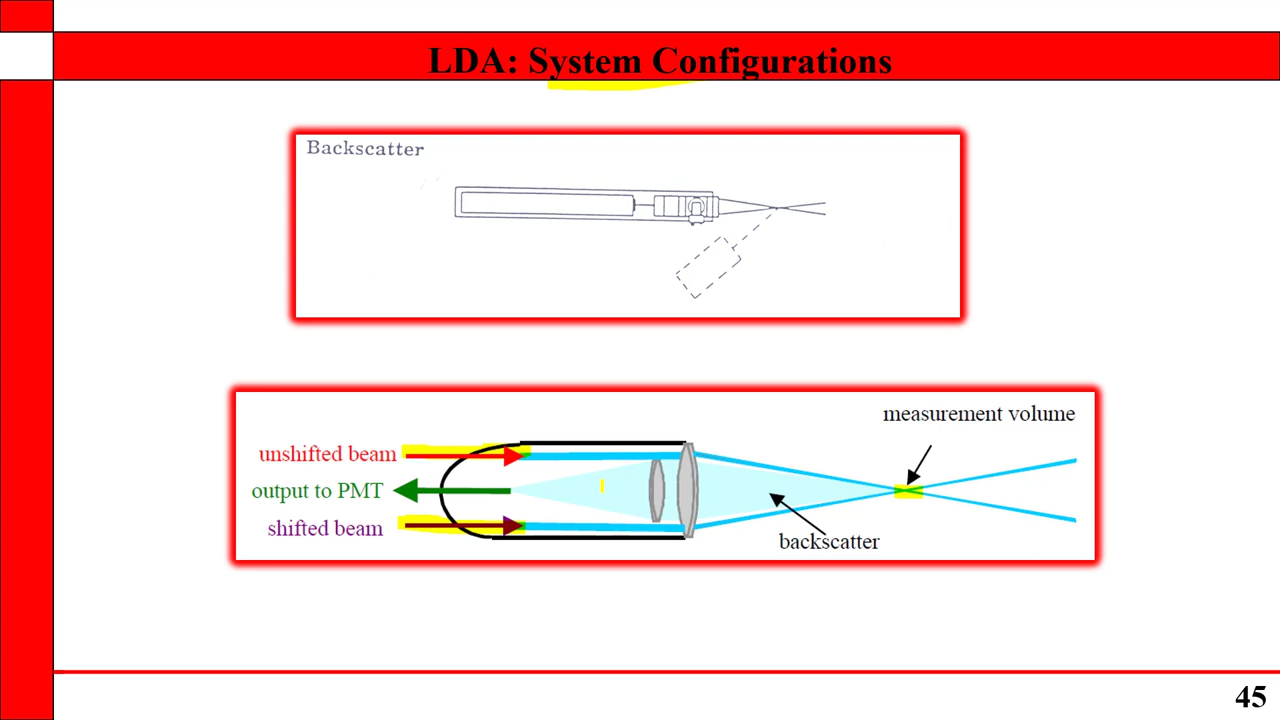 LDA: System Configurations
Backscatter
measurement volume
unshifted beam
output to PMT
shifted beam
backscatter
45